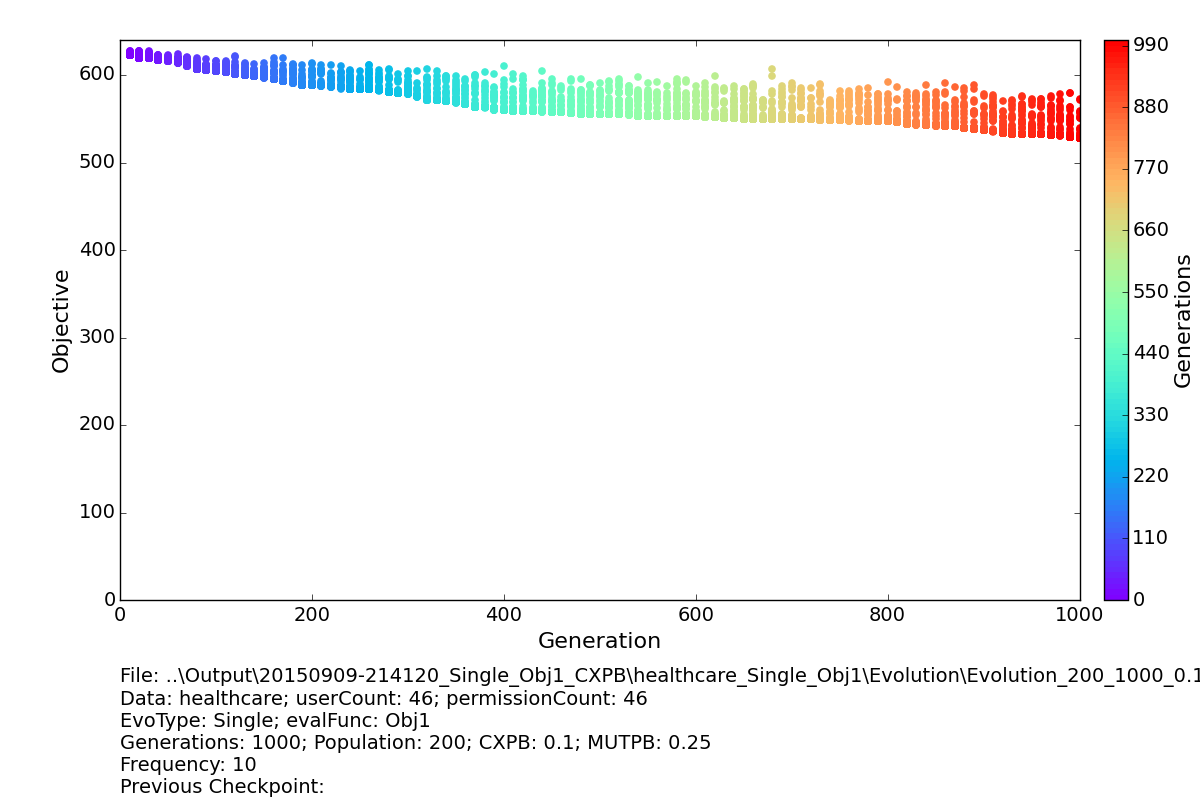 600
500
400
300
200
100
0
Objective
0
200
400
600
800
1000
Generation
990
880
770
660
550
440
330
220
110
0
Generations
File: ..\Output\20150909-214120_Single_Obj1_CXPB\healthcare_Single_Obj1\Evolution\Evolution_200_1000_0.1
Data: healthcare; userCount: 46; permissionCount: 46
EvoType: Single; evalFunc: Obj1
Generations: 1000; Population: 200; CXPB: 0.1; MUTPB: 0.25
Frequency: 10
Previous Checkpoint: